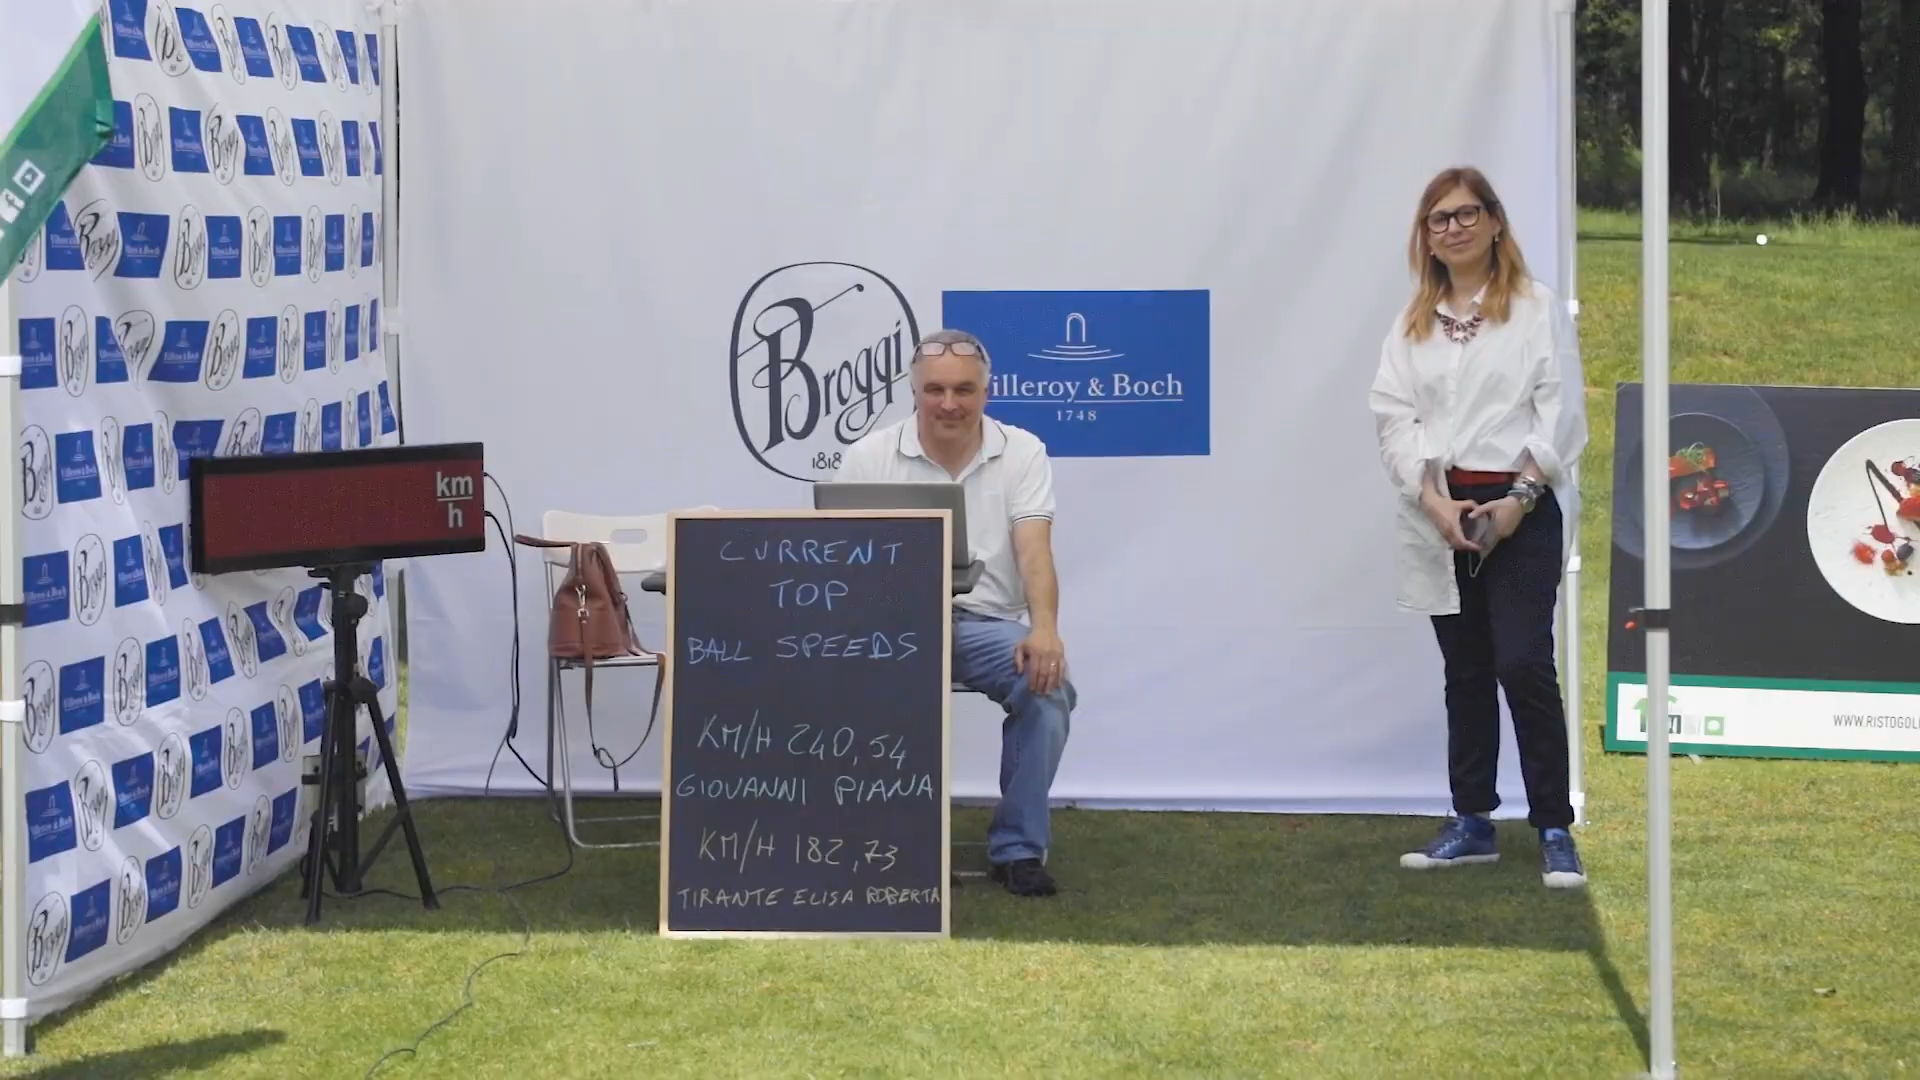 Broggi
1818
illeroy & Boch
1748
km
h
CURRENT
TOP
BALL SPEEDS
KM/H 240,54
GIOVANNI PIANA
KM/H 182,73
TIRANTE ELISA ROBERTA
WWW.RISTOGOL